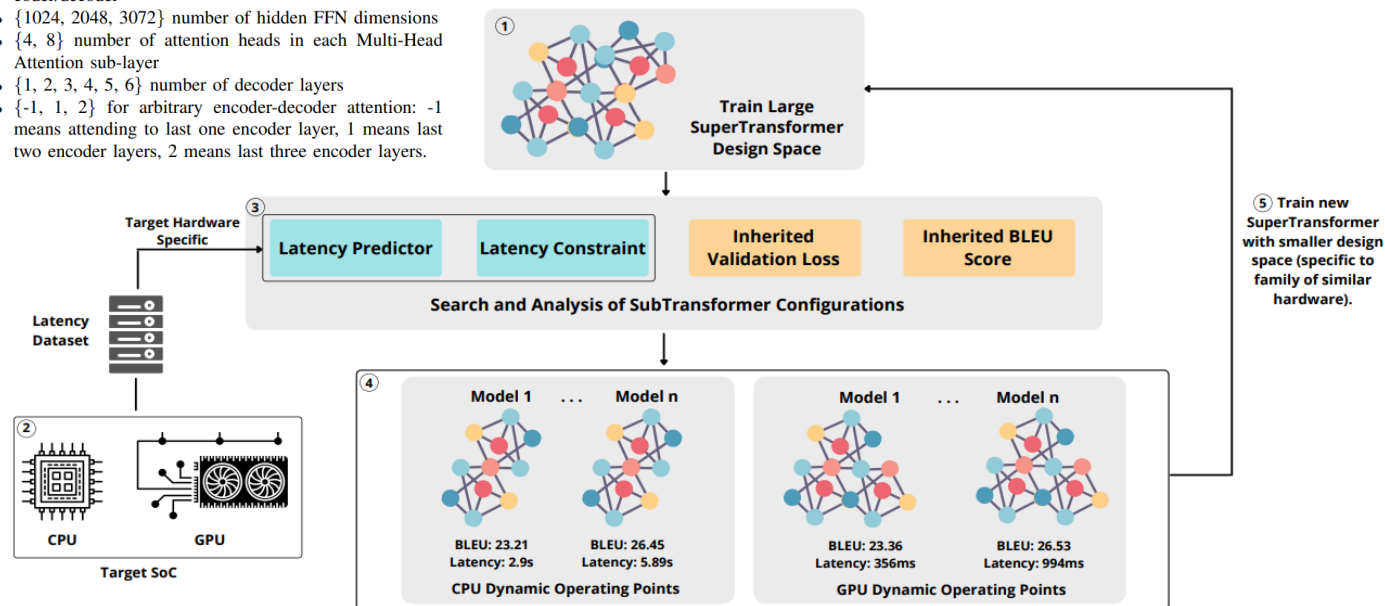 • {1024, 2048, 3072} number of hidden FFN dimensions
• {4, 8} number of attention heads in each Multi-Head
Attention sub-layer
• {1, 2, 3, 4, 5, 6} number of decoder layers
• {-1, 1, 2} for arbitrary encoder-decoder attention: -1
means attending to last one encoder layer, 1 means last
two encoder layers, 2 means last three encoder layers.
1
Train Large
SuperTransformer
Design Space
3
Target Hardware
Specific
Latency Predictor
Latency Constraint
Inherited
Validation Loss
Inherited BLEU
Score
Search and Analysis of SubTransformer Configurations
5 Train new
SuperTransformer
with smaller design
space (specific to
family of similar
hardware).
Latency
Dataset
2
CPU
GPU
Target SoC
4
Model 1 ... Model n
BLEU: 23.21
Latency: 2.9s
BLEU: 26.45
Latency: 5.89s
CPU Dynamic Operating Points
Model 1 ... Model n
BLEU: 23.36
Latency: 356ms
BLEU: 26.53
Latency: 994ms
GPU Dynamic Operating Points